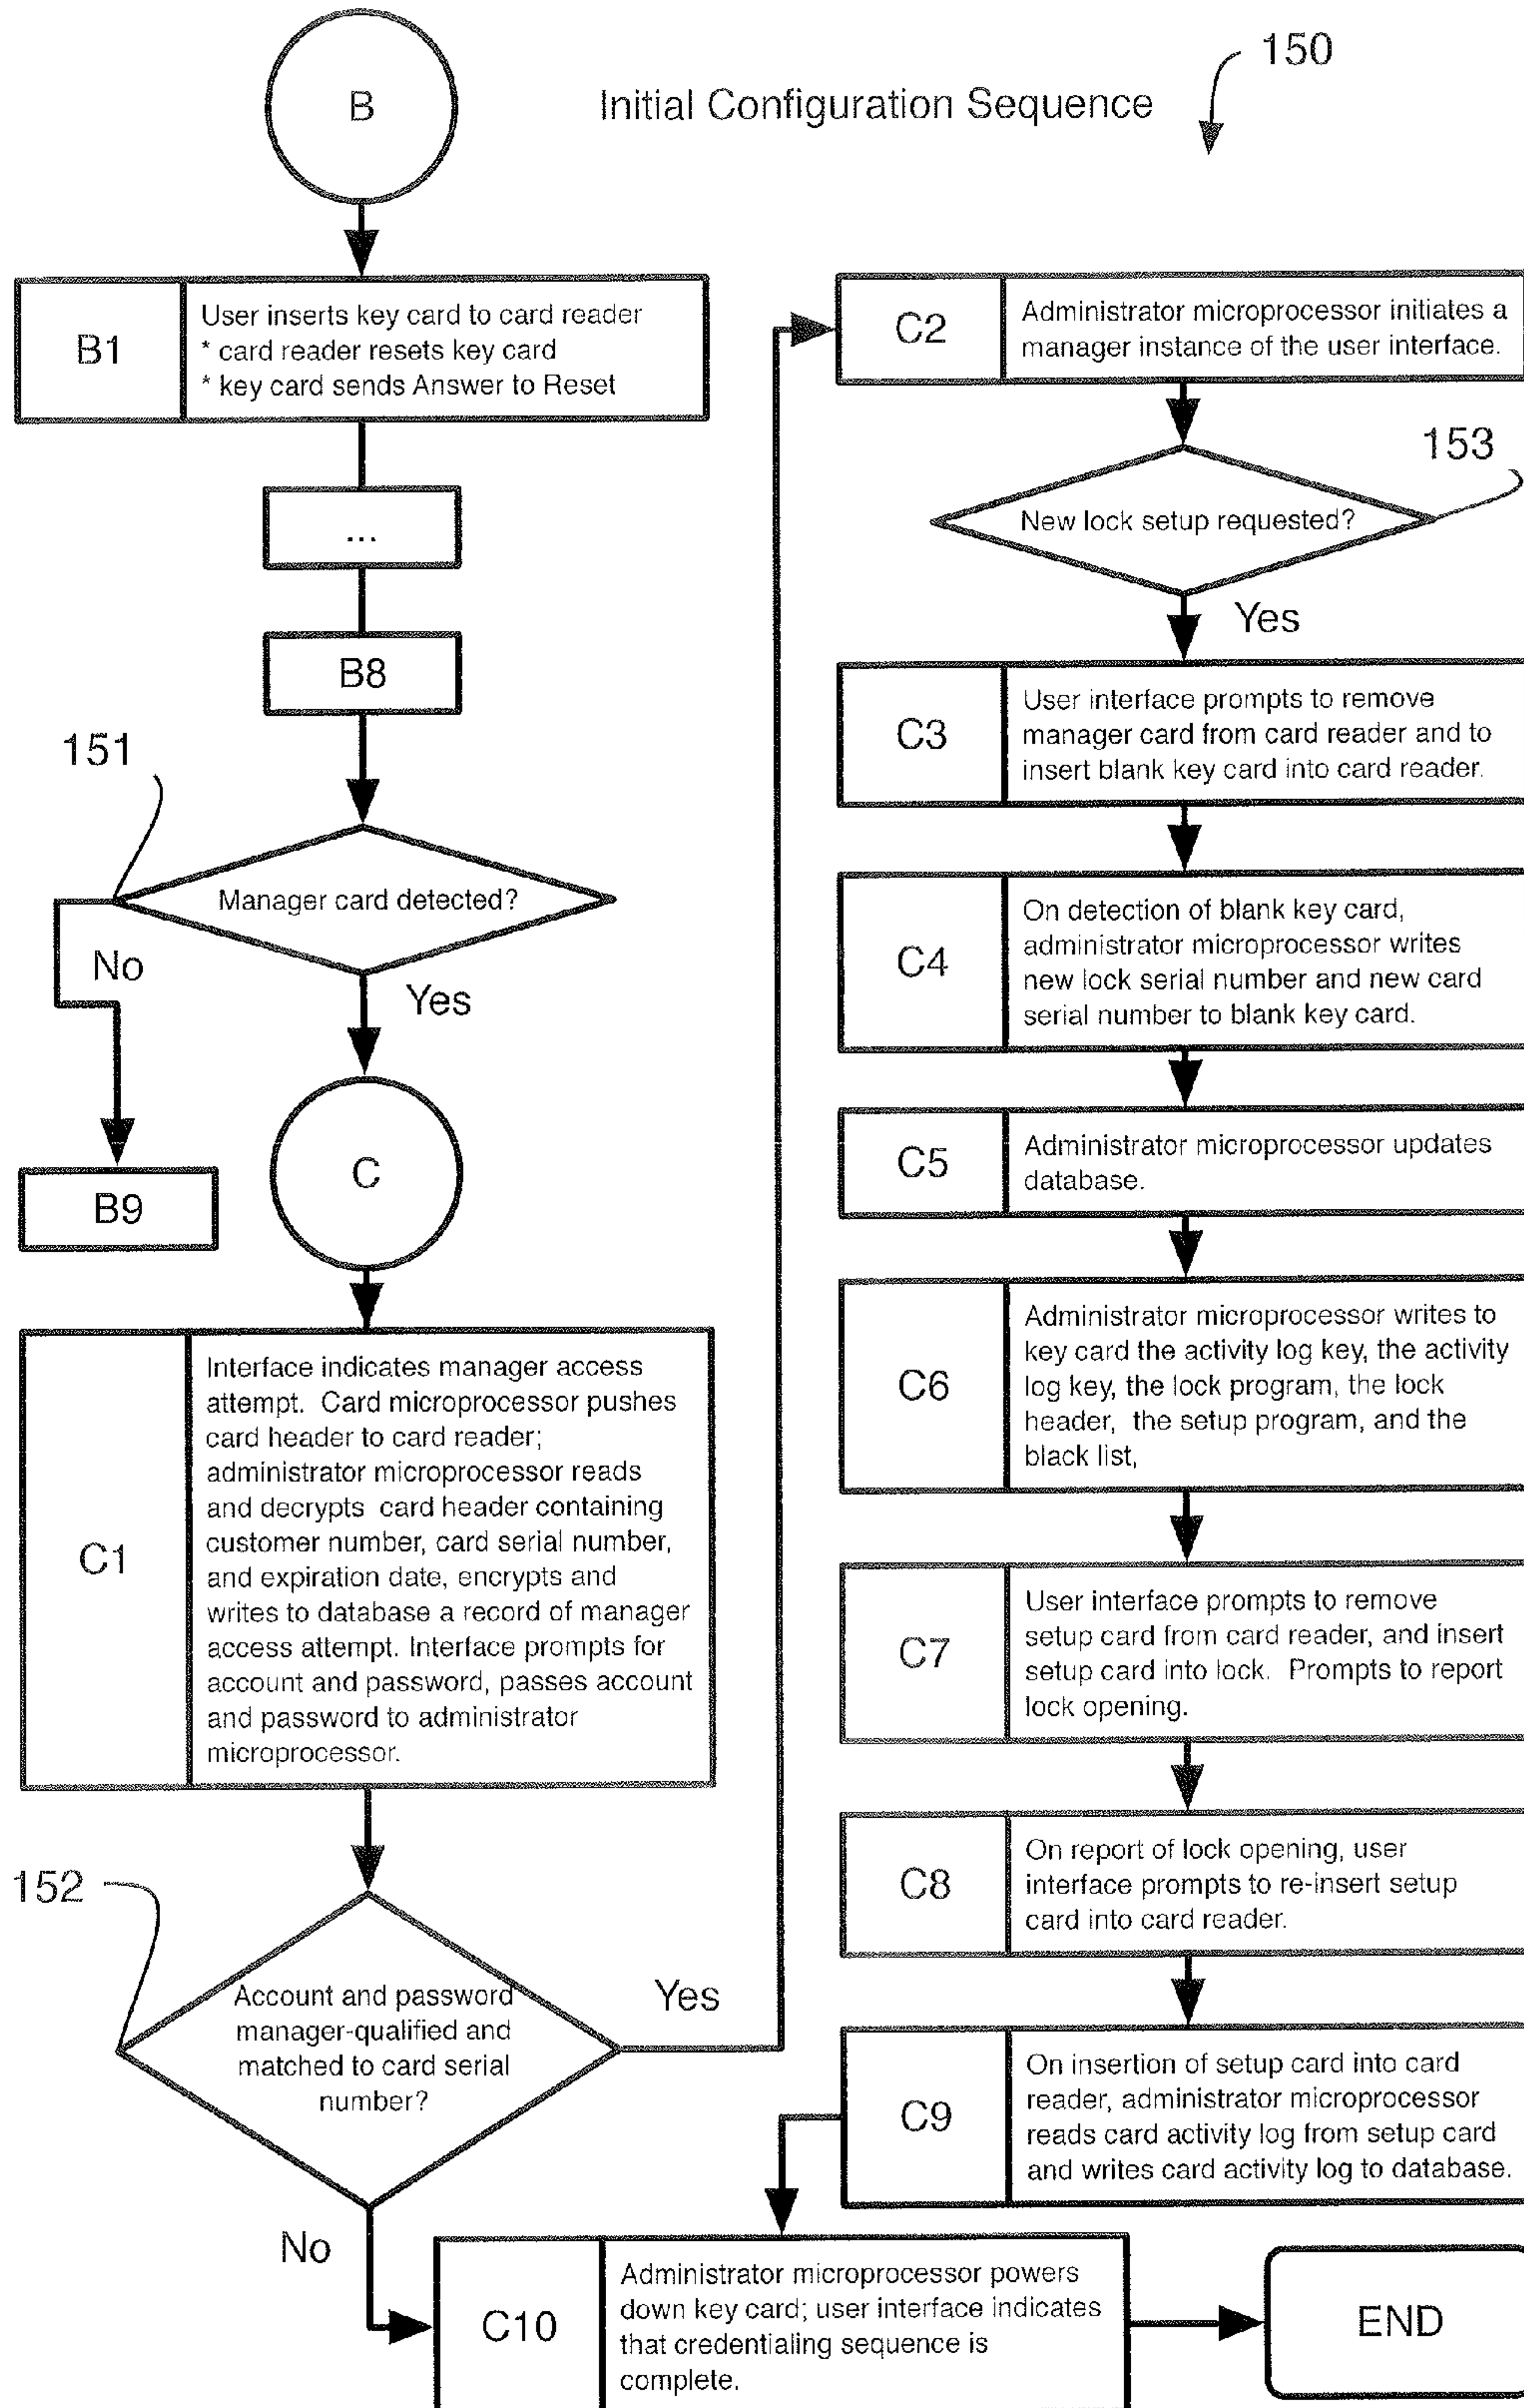 B
Initial Configuration Sequence
150
B1
User inserts key card to card reader
* card reader resets key card
* key card sends Answer to Reset
...
B8
151
Manager card detected?
No
Yes
B9
C
C1
Interface indicates manager access
attempt. Card microprocessor pushes
card header to card reader;
administrator microprocessor reads
and decrypts card header containing
customer number, card serial number,
and expiration date, encrypts and
writes to database a record of manager
access attempt. Interface prompts for
account and password, passes account
and password to administrator
microprocessor.
152
Account and password
manager-qualified and
matched to card serial
number?
Yes
No
C2
Administrator microprocessor initiates a
manager instance of the user interface.
153
New lock setup requested?
Yes
C3
User interface prompts to remove
manager card from card reader and to
insert blank key card into card reader.
C4
On detection of blank key card,
administrator microprocessor writes
new lock serial number and new card
serial number to blank key card.
C5
Administrator microprocessor updates
database.
C6
Administrator microprocessor writes to
key card the activity log key, the activity
log key, the lock program, the lock
header, the setup program, and the
black list,
C7
User interface prompts to remove
setup card from card reader, and insert
setup card into lock. Prompts to report
lock opening.
C8
On report of lock opening, user
interface prompts to re-insert setup
card into card reader.
C9
On insertion of setup card into card
reader, administrator microprocessor
reads card activity log from setup card
and writes card activity log to database.
C10
Administrator microprocessor powers
down key card; user interface indicates
that credentialing sequence is
complete.
END